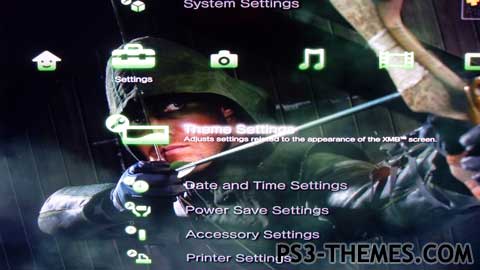 System Settings
Settings
Theme Settings
Adjusts settings related to the appearance of the XMB™ screen.
Date and Time Settings
Power Save Settings
Accessory Settings
Printer Settings
PS3-THEMES.COM